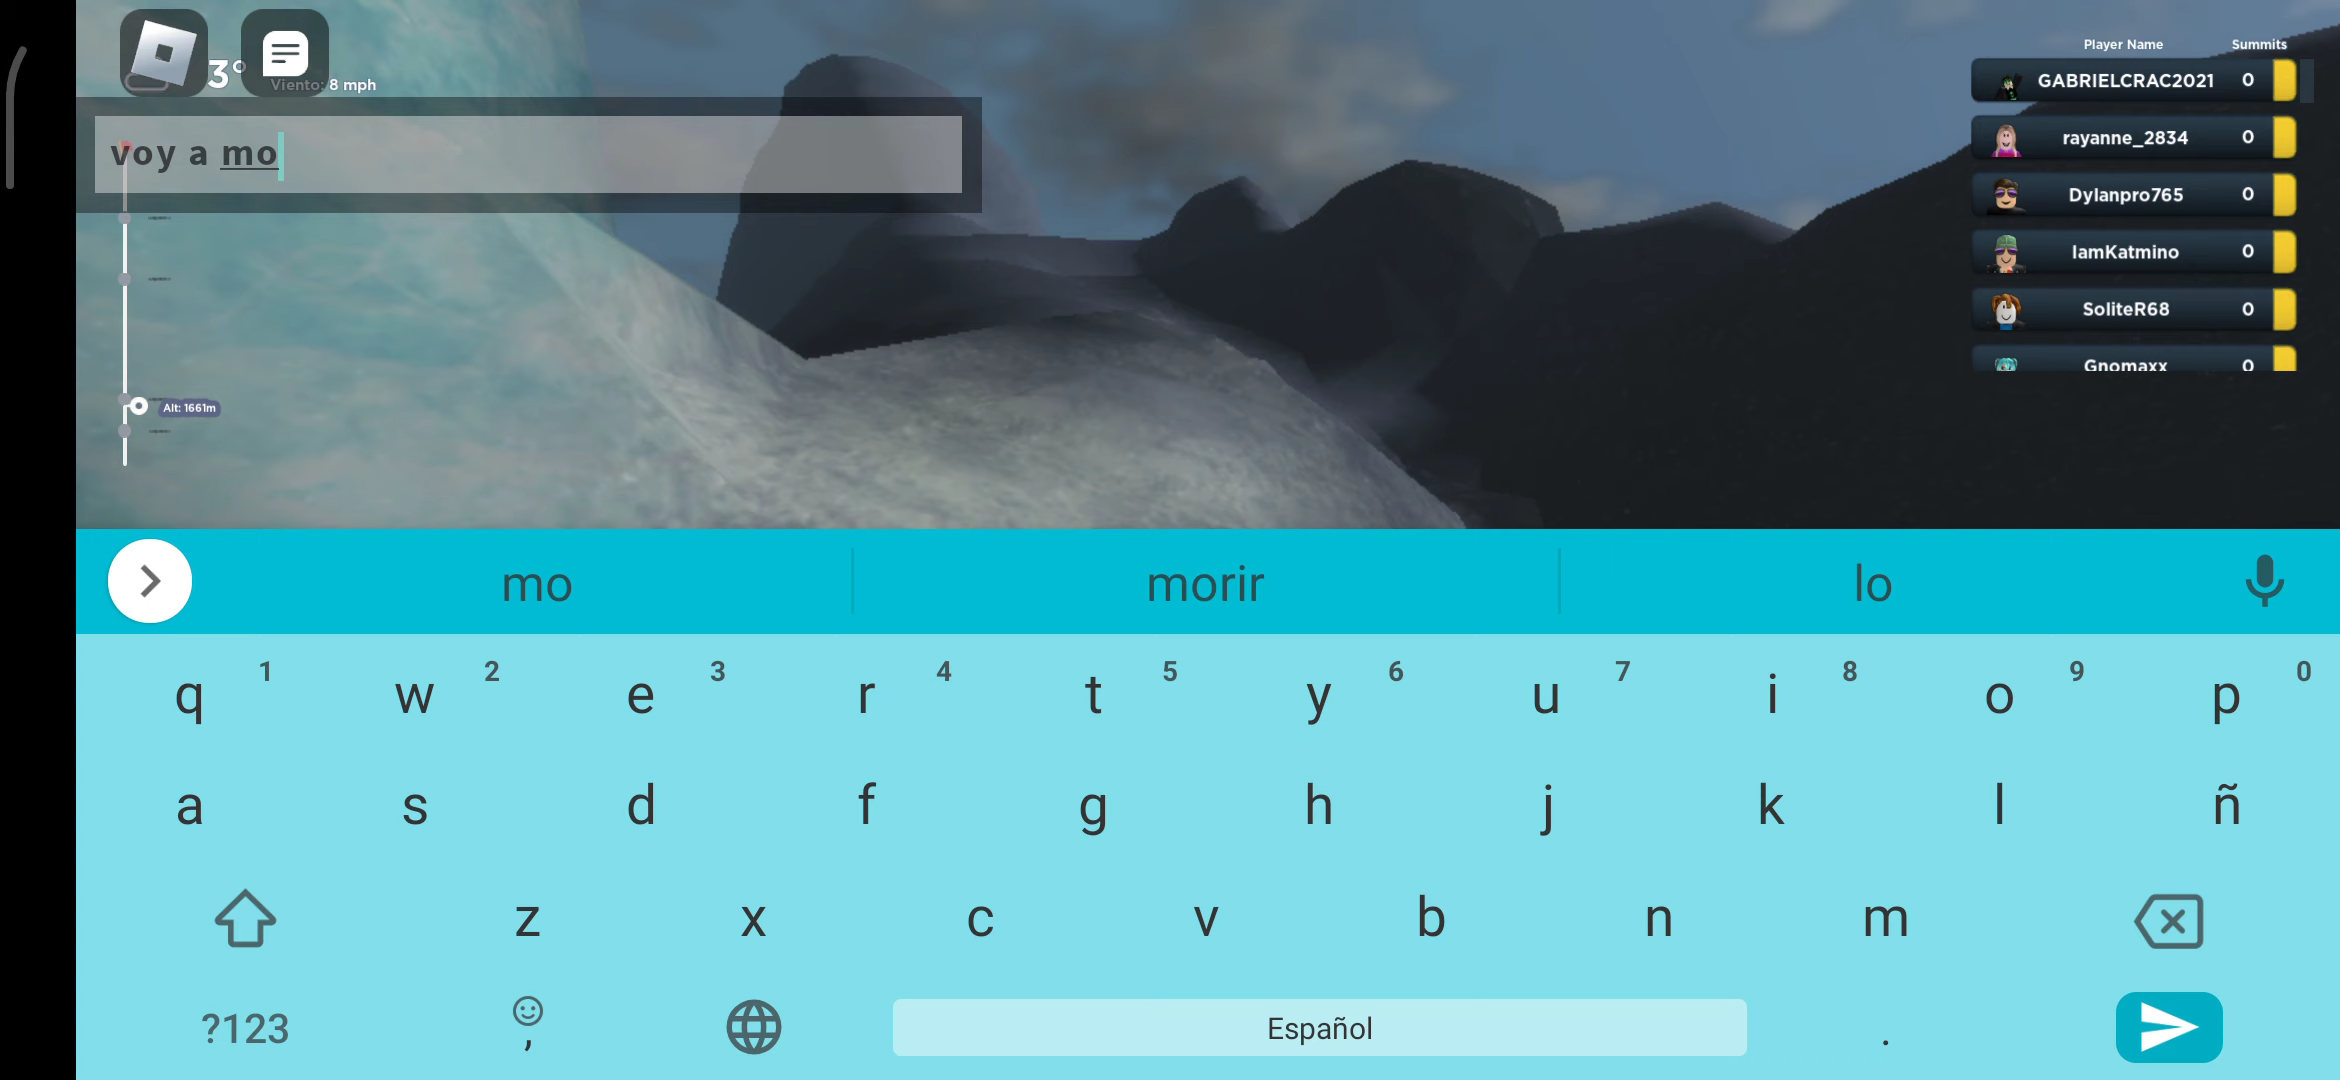 3°
Viento: 8 mph
Player Name Summits
GABRIELCRAC2021 0
rayanne_2834 0
Dylanpro765 0
IamKatmino 0
SoliteR68 0
Gnomaxx 0
voy a mo
Alt: 1661m
mo morir lo
q 1 w 2 e 3 r 4 t 5 y 6 u 7 i 8 o 9 p 0
a s d f g h j k l ñ
z x c v b n m
?123 , Español .